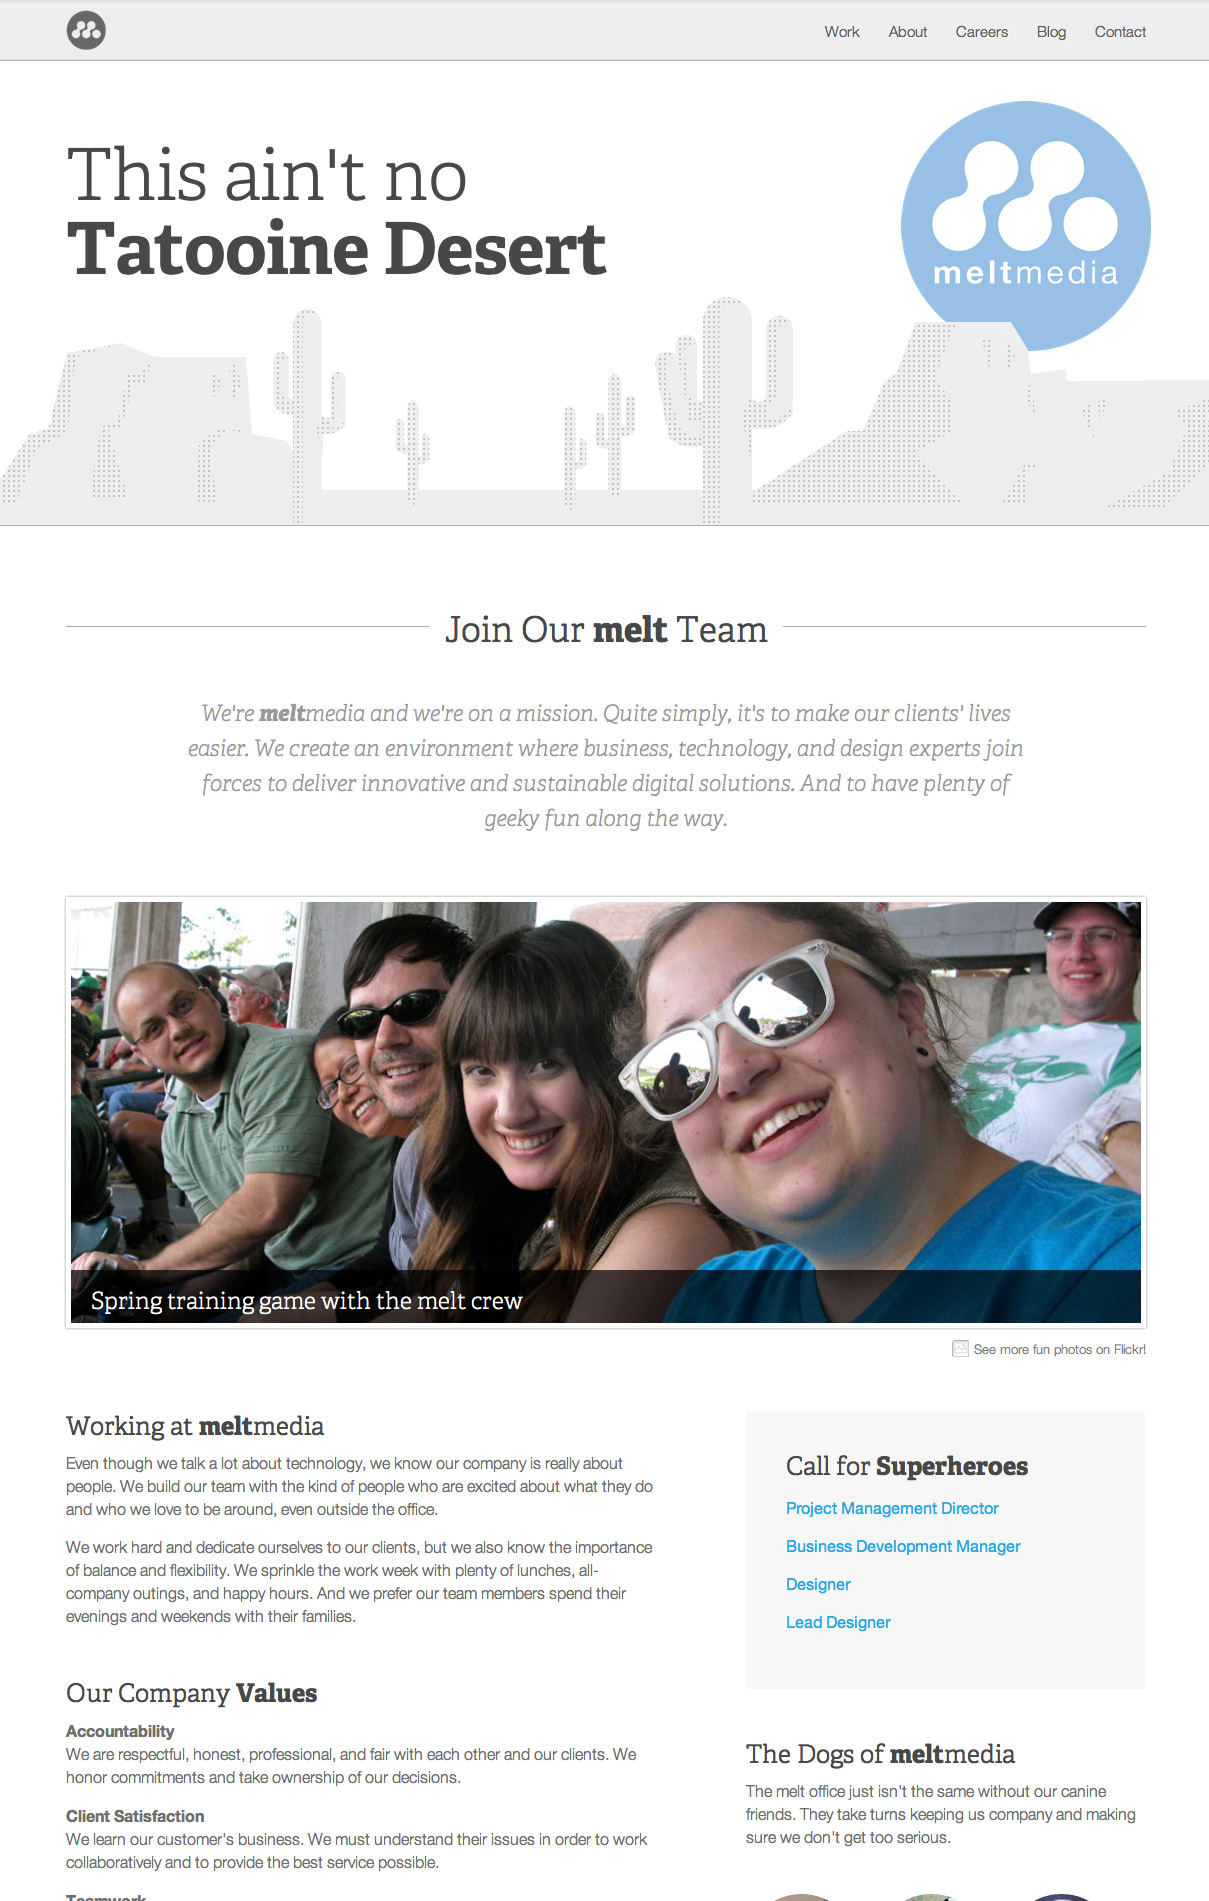 Work About Careers Blog Contact
This ain't no
Tatooine Desert
meltmedia
Join Our melt Team
We're meltmedia and we're on a mission. Quite simply, it's to make our clients' lives
easier. We create an environment where business, technology, and design experts join
forces to deliver innovative and sustainable digital solutions. And to have plenty of
geeky fun along the way.
Spring training game with the melt crew
See more fun photos on Flickr!
Working at meltmedia
Even though we talk a lot about technology, we know our company is really about
people. We build our team with the kind of people who are excited about what they do
and who we love to be around, even outside the office.
We work hard and dedicate ourselves to our clients, but we also know the importance
of balance and flexibility. We sprinkle the work week with plenty of lunches, all-
company outings, and happy hours. And we prefer our team members spend their
evenings and weekends with their families.
Our Company Values
Accountability
We are respectful, honest, professional, and fair with each other and our clients. We
honor commitments and take ownership of our decisions.
Client Satisfaction
We learn our customer's business. We must understand their issues in order to work
collaboratively and to provide the best service possible.
Teamwork
Call for Superheroes
Project Management Director
Business Development Manager
Designer
Lead Designer
The Dogs of meltmedia
The melt office just isn't the same without our canine
friends. They take turns keeping us company and making
sure we don't get too serious.